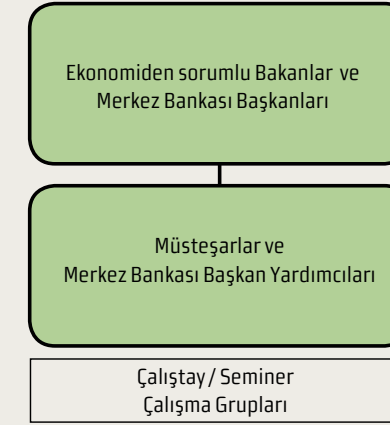 Ekonomiden sorumlu Bakanlar ve
Merkez Bankası Başkanları
Müsteşarlar ve
Merkez Bankası Başkan Yardımcıları
Çalıştay / Seminer
Çalışma Grupları